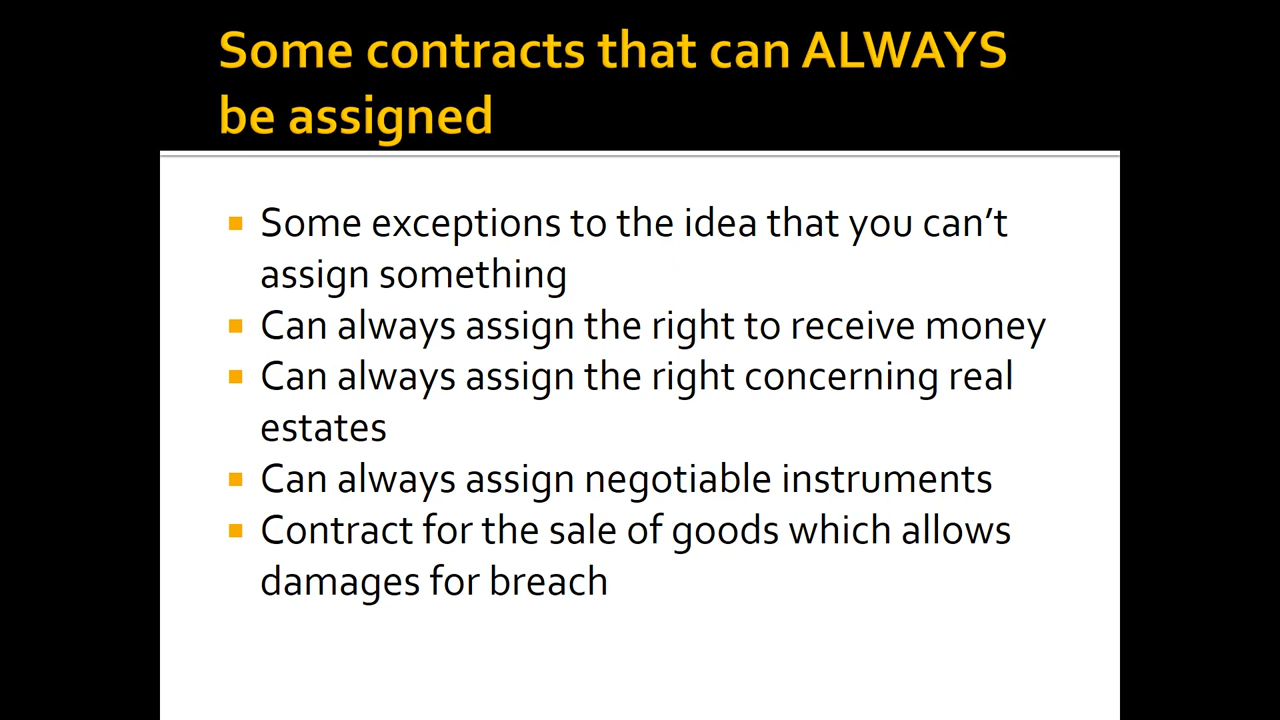 Some contracts that can ALWAYS
be assigned
Some exceptions to the idea that you can’t
assign something
Can always assign the right to receive money
Can always assign the right concerning real
estates
Can always assign negotiable instruments
Contract for the sale of goods which allows
damages for breach